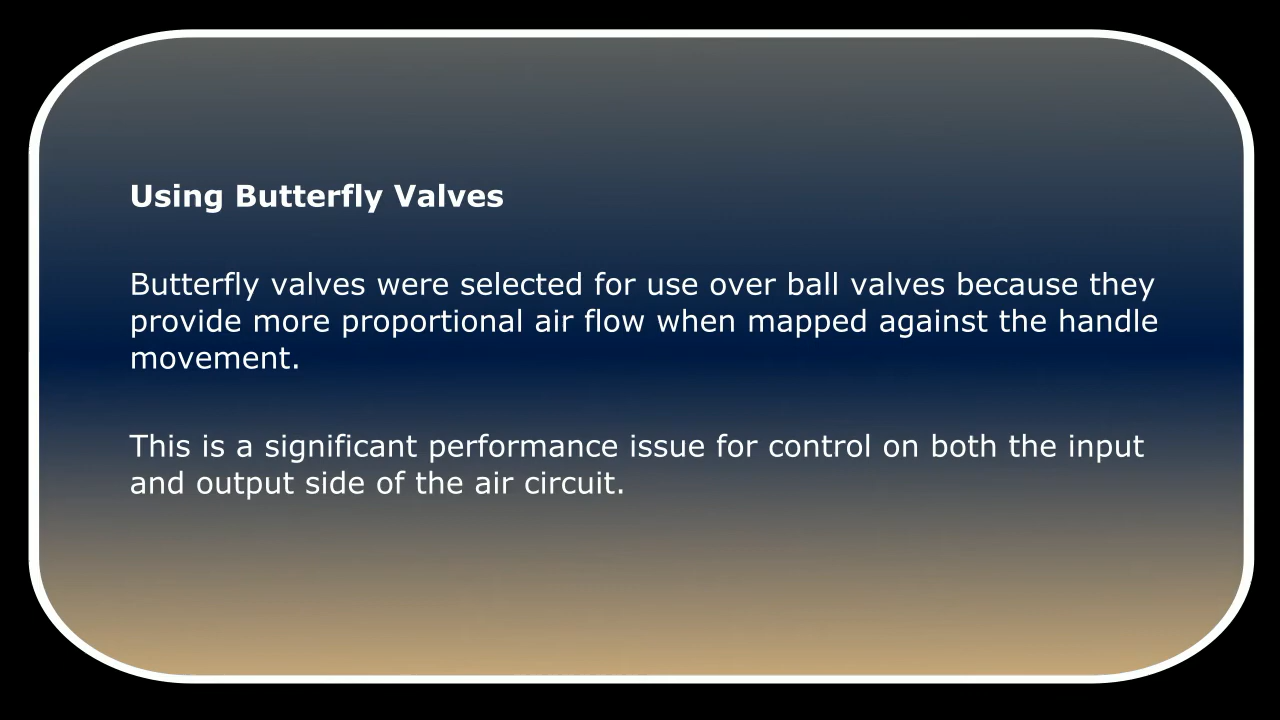 Using Butterfly Valves
Butterfly valves were selected for use over ball valves because they
provide more proportional air flow when mapped against the handle
movement.
This is a significant performance issue for control on both the input
and output side of the air circuit.